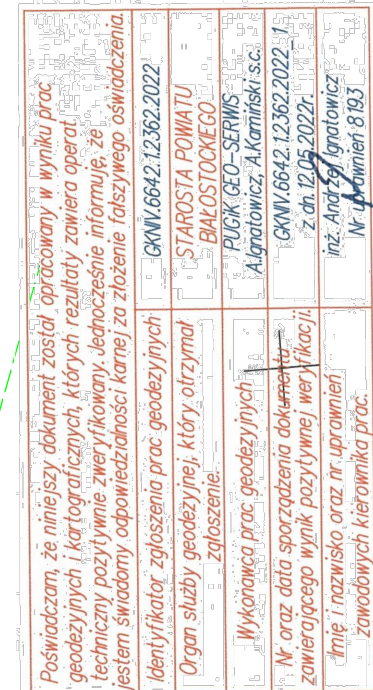 Poświadczam, że niniejszy dokument został opracowany w wyniku prac
geodezyjnych i kartograficznych, których rezultaty zawiera operat
techniczny pozytywnie zweryfikowany. Jednocześnie informuję, że
jestem świadomy odpowiedzialności karnej za złożenie fałszywego oświadczenia.
Identyfikator zgłoszenia prac geodezyjnych
GKNV.6642.1.2362.2022
Organ służby geodezyjnej, który otrzymał
zgłoszenie.
STAROSTA POWIATU
BIAŁOSTOCKIEGO
Wykonawca prac geodezyjnych
PUGiK GEO-SERWIS
A.Ignatowicz, A.Kamiński s.c.
Nr oraz data sporządzenia dokumentu
zawierającego wynik pozytywnej weryfikacji.
GKNV.6642.1.2362.2022_1
z dn. 12.05.2022r.
Imię i nazwisko oraz nr uprawnień
zawodowych kierownika prac.
inż. Andrzej Ignatowicz
Nr uprawnień 8193